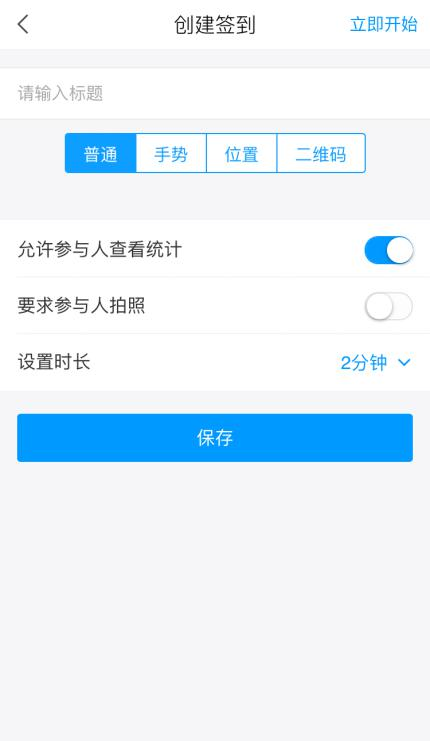 创建签到 立即开始
请输入标题
普通 手势 位置 二维码
允许参与人查看统计
要求参与人拍照
设置时长 2分钟
保存